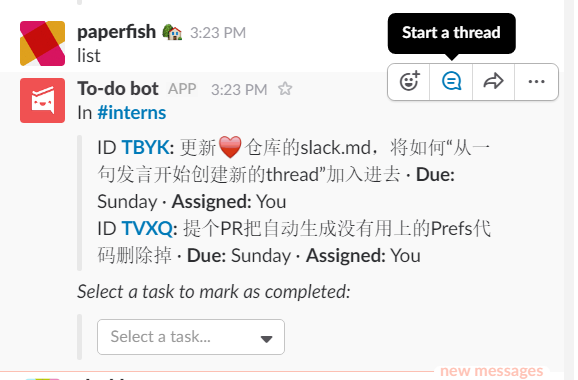 paperfish 🏡 3:23 PM
list
Start a thread
To-do bot APP 3:23 PM
In #interns
ID TBYK: 更新❤️仓库的slack.md，将如何“从一
句发言开始创建新的thread”加入进去 · Due:
Sunday · Assigned: You
ID TVXQ: 提个PR把自动生成没有用上的Prefs代
码删除掉 · Due: Sunday · Assigned: You
Select a task to mark as completed:
Select a task...
new messages